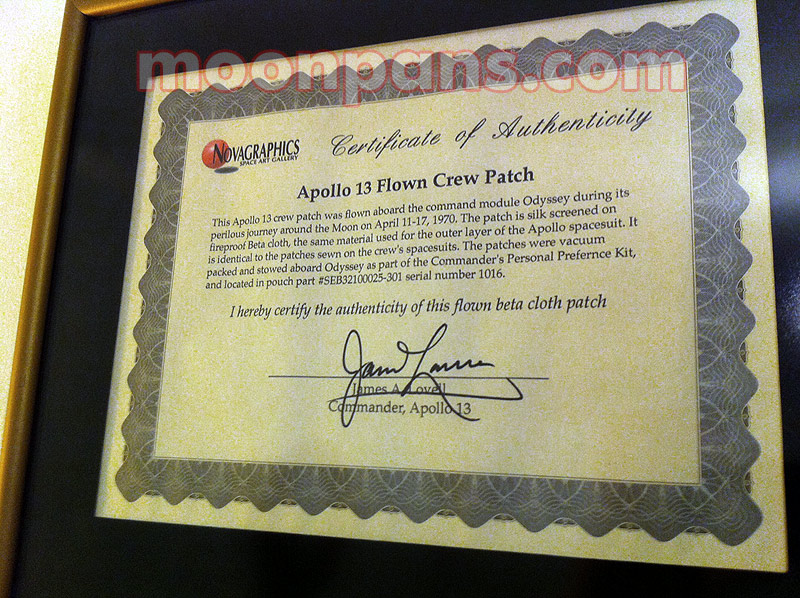 moonpans.com
NOVAGRAPHICS
SPACE ART GALLERY
Certificate of Authenticity
Apollo 13 Flown Crew Patch
This Apollo 13 crew patch was flown aboard the command module Odyssey during its
perilous journey around the Moon on April 11-17, 1970. The patch is silk screened on
fireproof Beta cloth, the same material used for the outer layer of the Apollo spacesuit. It
is identical to the patches sewn on the crew's spacesuits. The patches were vacuum
packed and stowed aboard Odyssey as part of the Commander's Personal Prefernce Kit,
and located in pouch part #SEB32100025-301 serial number 1016.
I hereby certify the authenticity of this flown beta cloth patch
James A Lovell
Commander, Apollo 13